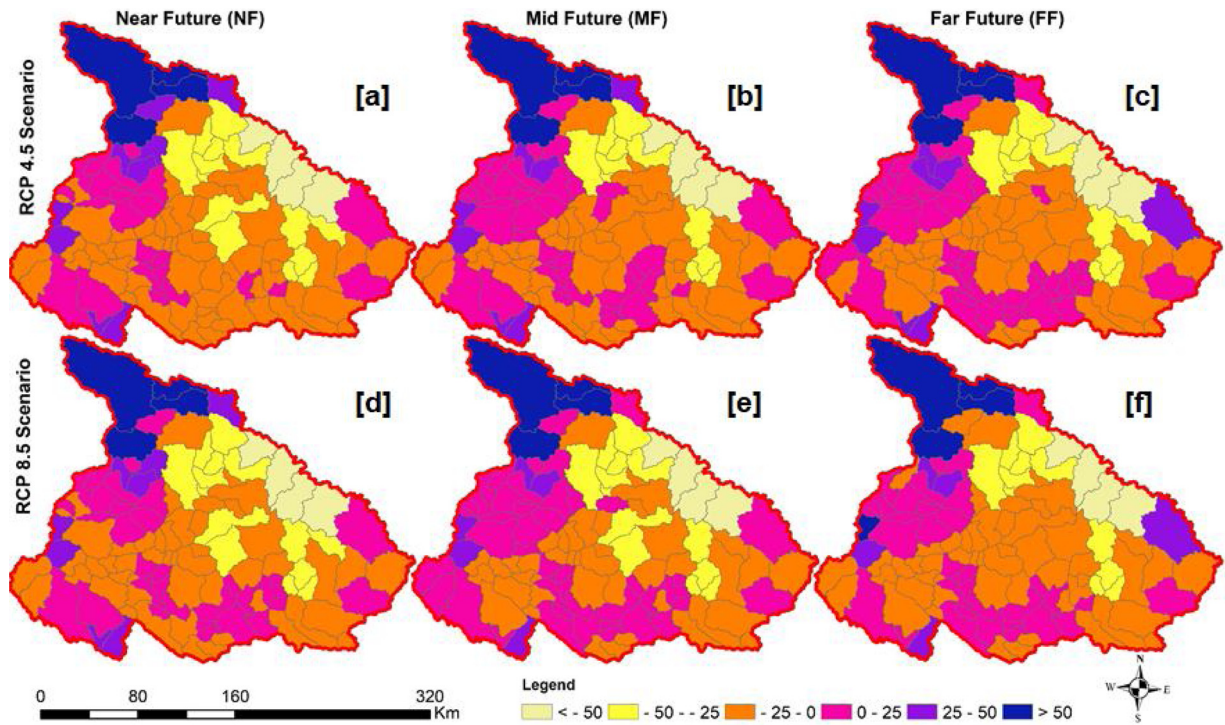 Near Future (NF) Mid Future (MF) Far Future (FF)
RCP 4.5 Scenario
[a] [b] [c]
RCP 8.5 Scenario
[d] [e] [f]
0 80 160 320
Km
Legend
< - 50 - 50 - - 25 - 25 - 0 0 - 25 25 - 50 > 50
N
W E
S